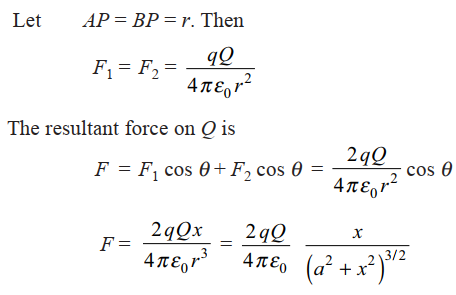 Let AP = BP = r. Then
F₁ = F₂ = qQ / 4πε₀r²
The resultant force on Q is
F = F₁ cos θ + F₂ cos θ = 2qQ / 4πε₀r² cos θ
F = 2qQx / 4πε₀r³ = 2qQ / 4πε₀ x / (a² + x²)^3/2